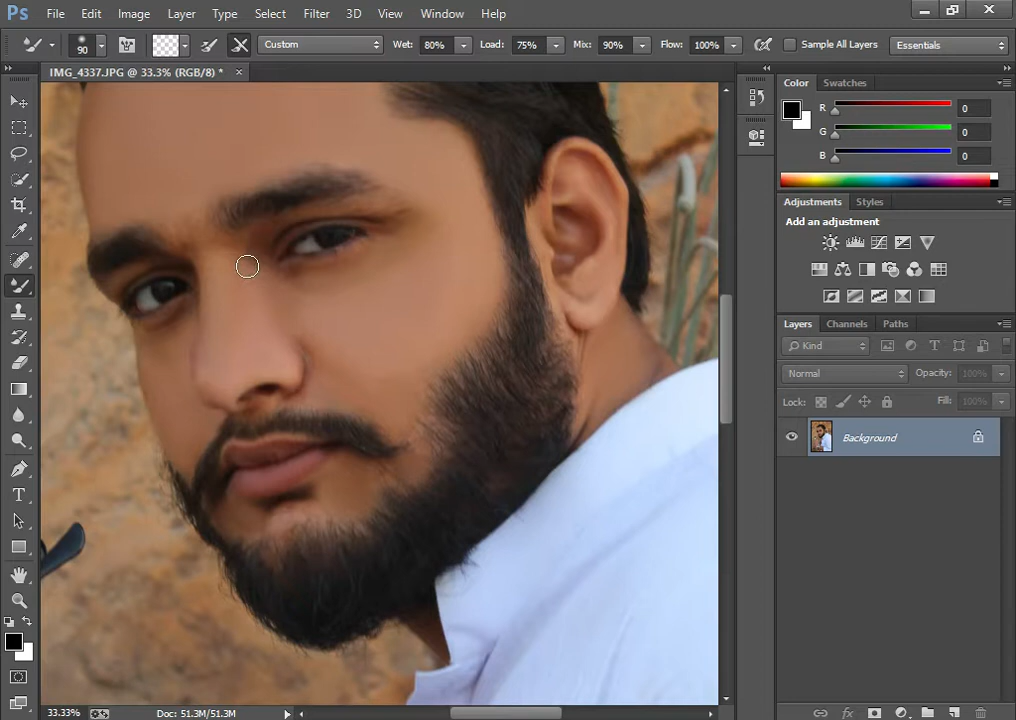 Ps File Edit Image Layer Type Select Filter 3D View Window Help
90 Custom Wet: 80% Load: 75% Mix: 90% Flow: 100% Sample All Layers Essentials
IMG_4337.JPG @ 33.3% (RGB/8) * ×
Color Swatches
R 0
G 0
B 0
Adjustments Styles
Add an adjustment
Layers Channels Paths
Kind T
Normal Opacity: 100%
Lock: Fill: 100%
Background
T
33.33% Doc: 51.3M/51.3M
fx